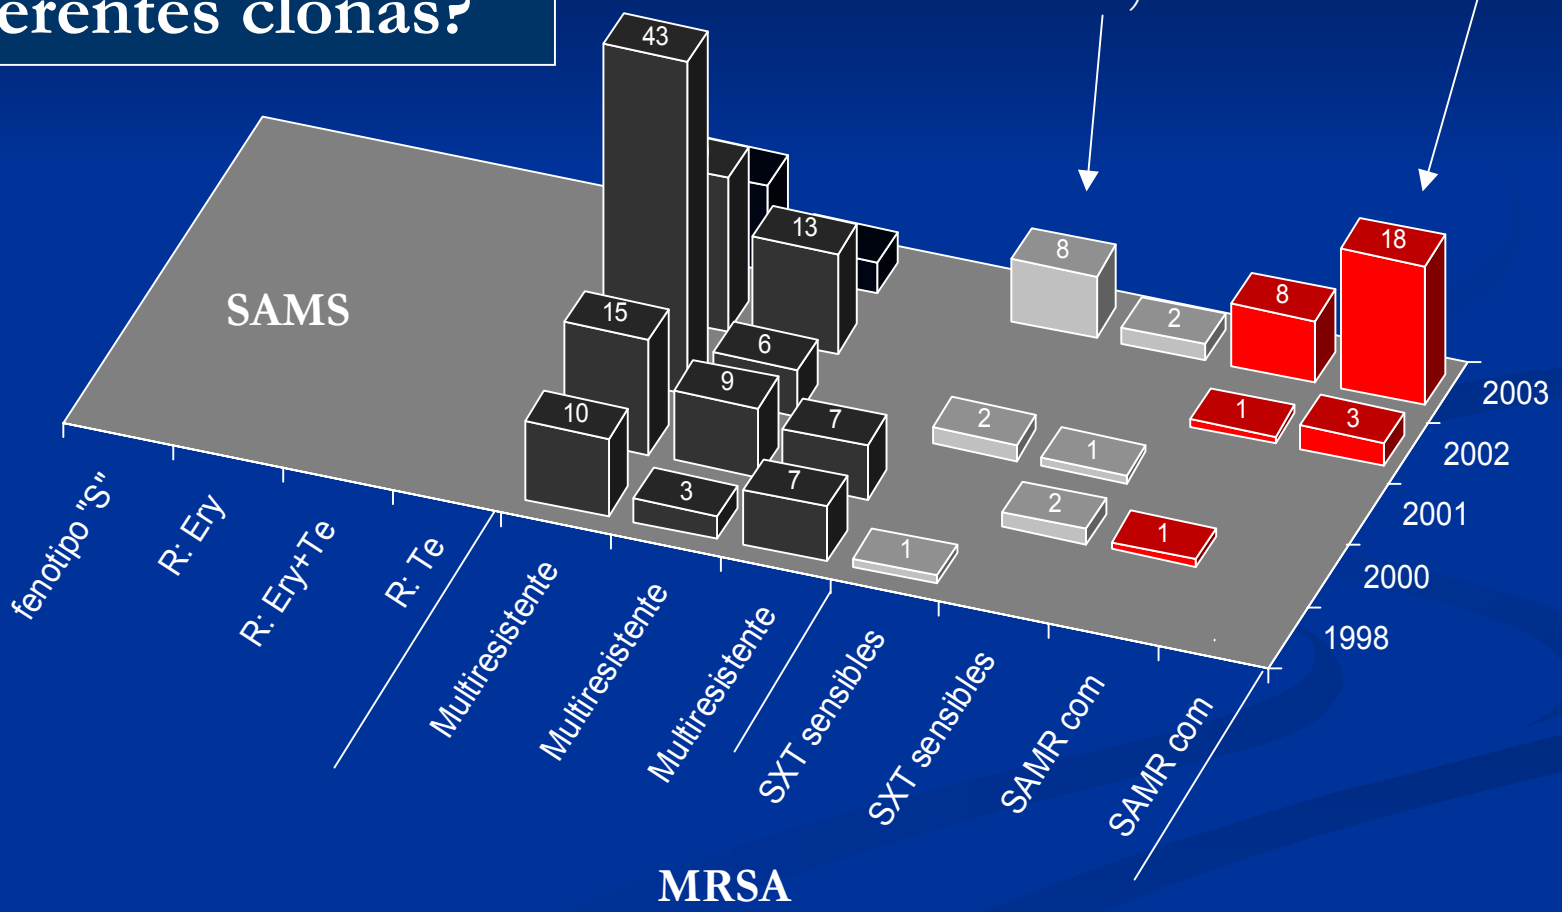 erentes clonas?
)
43
13
8
18
8
2
15
SAMS
6
9
10
7
2
1
3
1
7
3
2
1
1
2003
2002
2001
2000
1998
fenotipo "S"
R: Ery
R: Ery+Te
R: Te
Multiresistente
Multiresistente
Multiresistente
SXT sensibles
SXT sensibles
SAMR com
SAMR com
MRSA